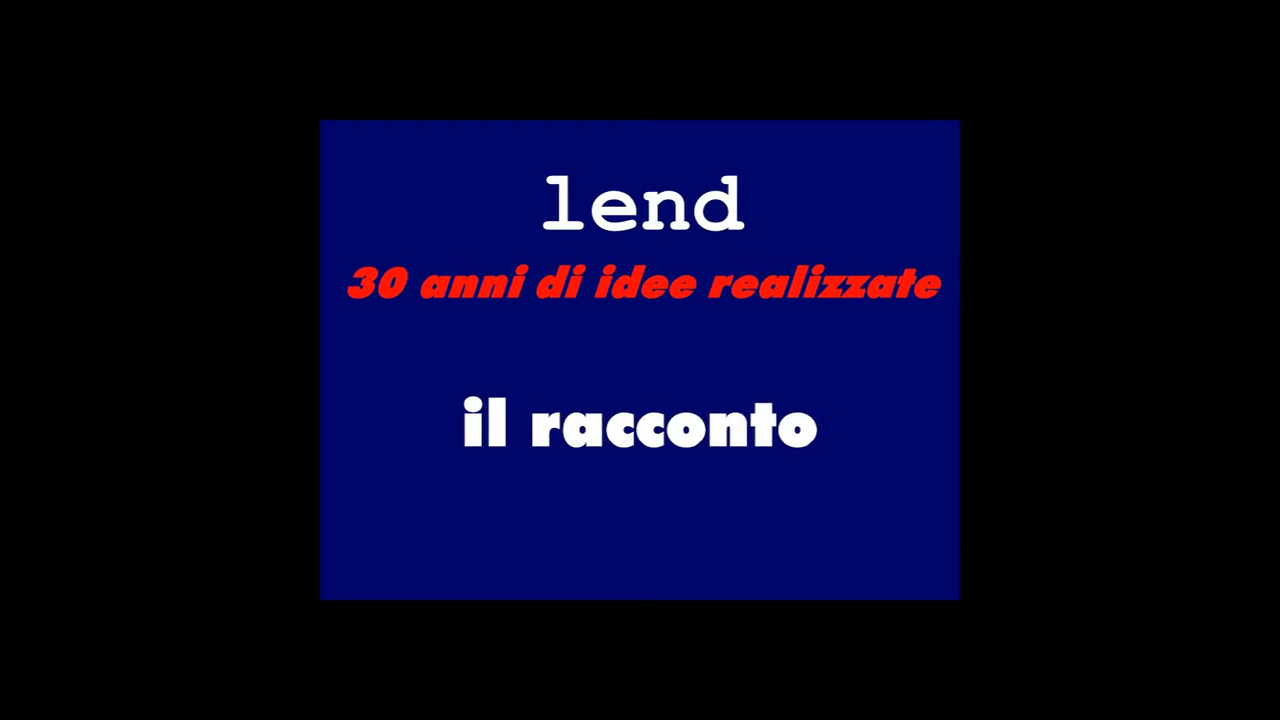 lend
30 anni di idee realizzate
il racconto